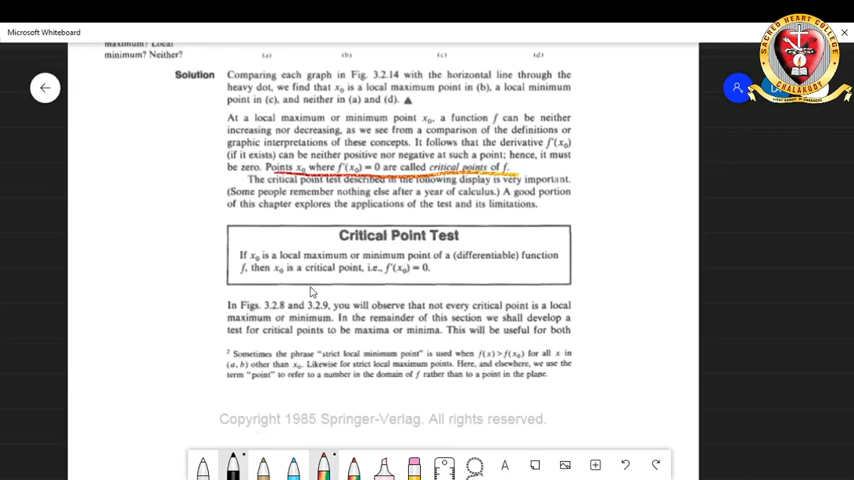 Microsoft Whiteboard
maximum? Local
minimum? Neither?
(a) (b) (c) (d)
Solution Comparing each graph in Fig. 3.2.14 with the horizontal line through the
heavy dot, we find that x₀ is a local maximum point in (b), a local minimum
point in (c), and neither in (a) and (d). ▲
At a local maximum or minimum point x₀, a function f can be neither
increasing nor decreasing, as we see from a comparison of the definitions or
graphic interpretations of these concepts. It follows that the derivative f′(x₀)
(if it exists) can be neither positive nor negative at such a point; hence, it must
be zero. Points x₀ where f′(x₀) = 0 are called critical points of f.
The critical point test described in the following display is very important.
(Some people remember nothing else after a year of calculus.) A good portion
of this chapter explores the applications of the test and its limitations.
Critical Point Test
If x₀ is a local maximum or minimum point of a (differentiable) function
f, then x₀ is a critical point, i.e., f′(x₀) = 0.
In Figs. 3.2.8 and 3.2.9, you will observe that not every critical point is a local
maximum or minimum. In the remainder of this section we shall develop a
test for critical points to be maxima or minima. This will be useful for both
² Sometimes the phrase "strict local minimum point" is used when f(x) > f(x₀) for all x in
(a, b) other than x₀. Likewise for strict local maximum points. Here, and elsewhere, we use the
term "point" to refer to a number in the domain of f rather than to a point in the plane.
Copyright 1985 Springer-Verlag. All rights reserved.
SACRED HEART COLLEGE
CHALAKUDY